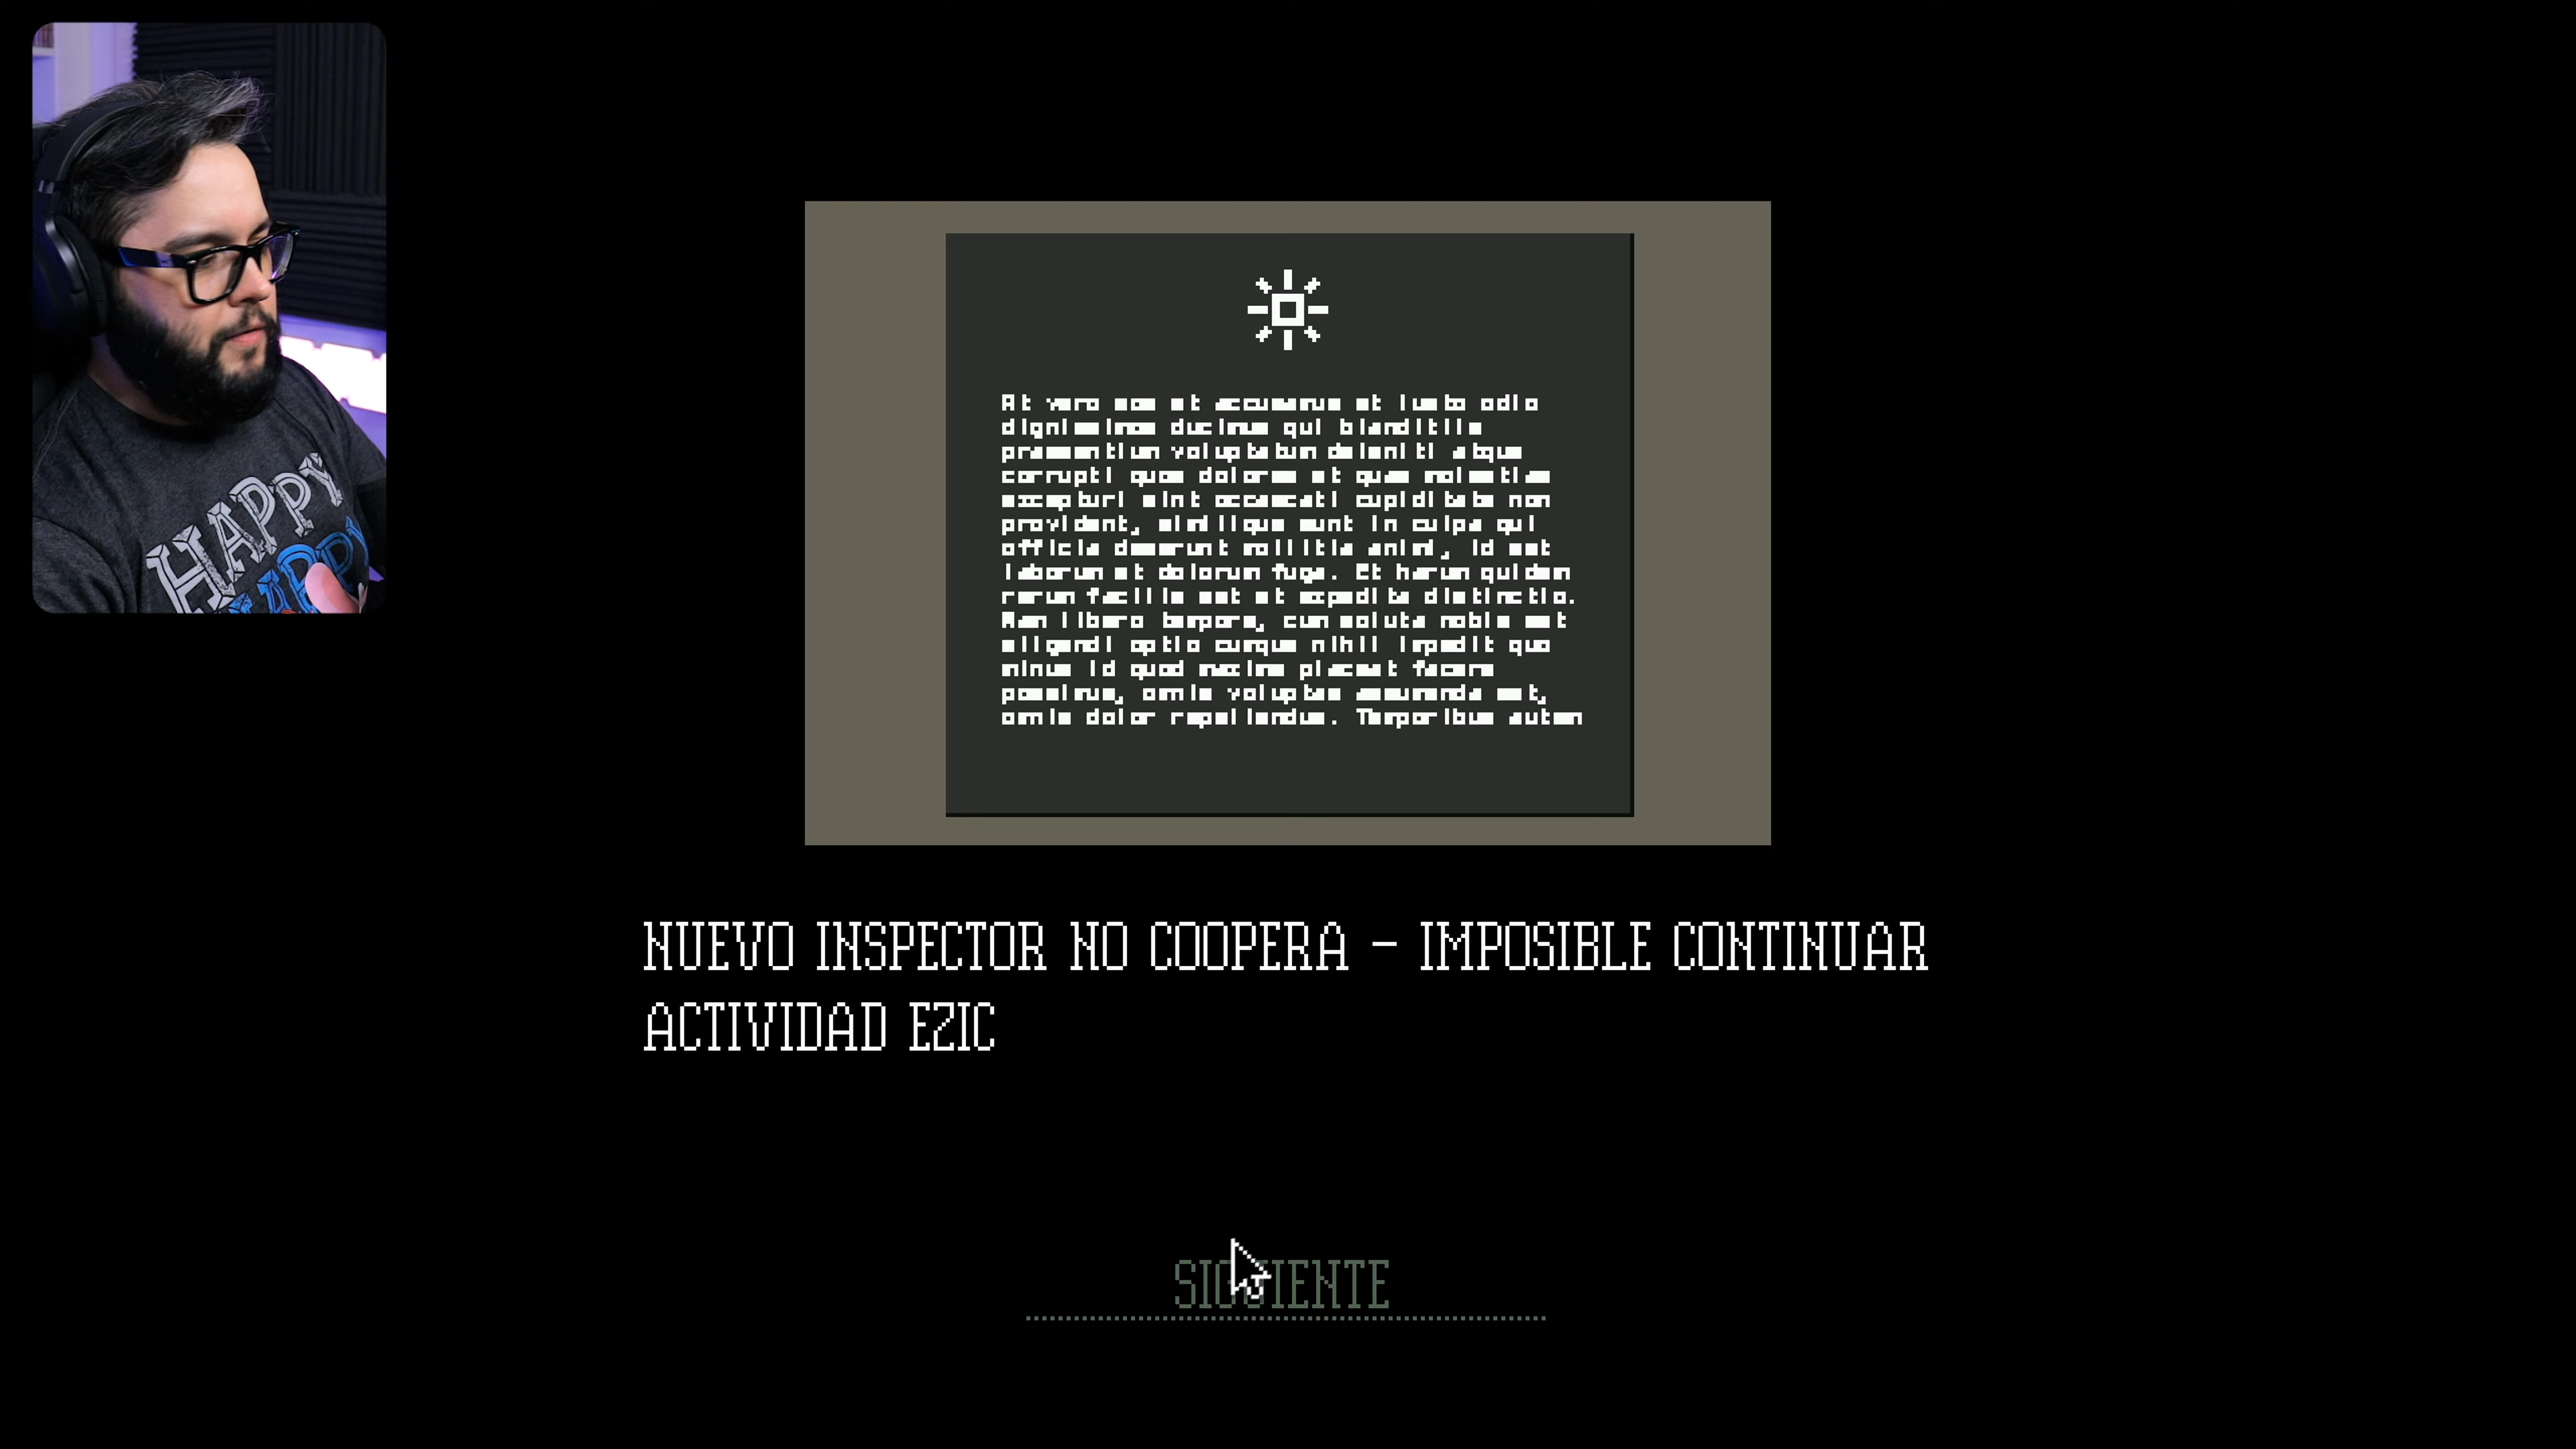 HAPPY
HAPPY
At vero eos et accusamus et iusto odio
dignissimos ducimus qui blanditiis
praesentium voluptatum deleniti atque
corrupti quos dolores et quas molestias
excepturi sint occaecati cupiditate non
provident, similique sunt in culpa qui
officia deserunt mollitia animi, id est
laborum et dolorum fuga. Et harum quidem
rerum facilis est et expedita distinctio.
Nam libero tempore, cum soluta nobis est
eligendi optio cumque nihil impedit quo
minus id quod maxime placeat facere
possimus, omnis voluptas assumenda est,
omnis dolor repellendus. Temporibus autem
NUEVO INSPECTOR NO COOPERA - IMPOSIBLE CONTINUAR
ACTIVIDAD EZIC
SIGUIENTE